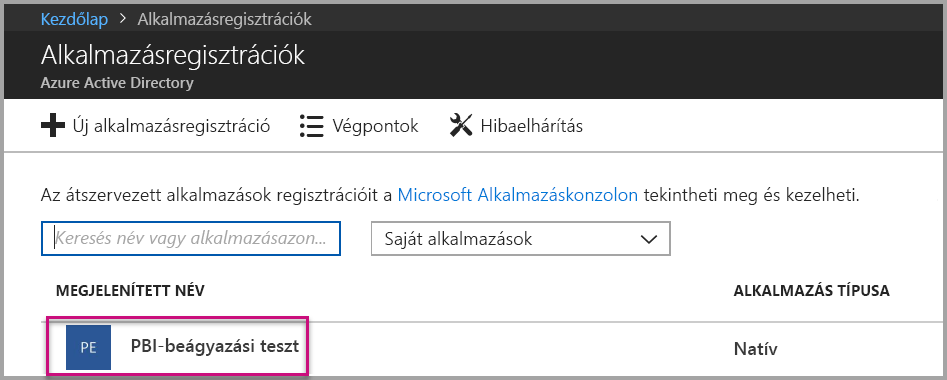 Kezdőlap > Alkalmazásregisztrációk
Alkalmazásregisztrációk
Azure Active Directory
Új alkalmazásregisztráció Végpontok Hibaelhárítás
Az átszervezett alkalmazások regisztrációit a Microsoft Alkalmazáskonzolon tekintheti meg és kezelheti.
Keresés név vagy alkalmazásazon... Saját alkalmazások
MEGJELENÍTETT NÉV ALKALMAZÁS TÍPUSA
PE PBI-beágyazási teszt Natív